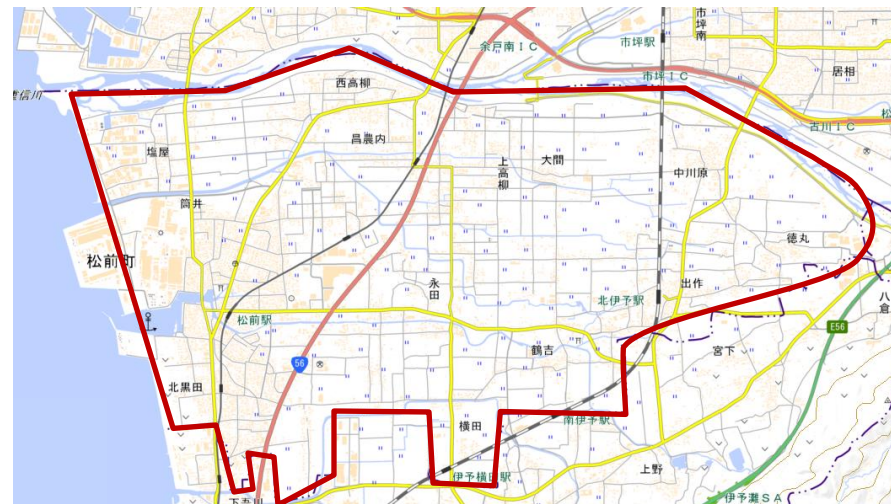 余戸南ＩＣ
市坪駅
市坪南
市坪ＩＣ
居相
西高柳
重信川
古川ＩＣ
松
昌農内
塩屋
上高柳
大間
中川原
筒井
徳丸
松前町
永田
出作
北伊予駅
八倉
松前駅
E56
鶴吉
宮下
56
北黒田
横田
南伊予駅
上野
伊予横田駅
下吾川
伊予灘ＳＡ